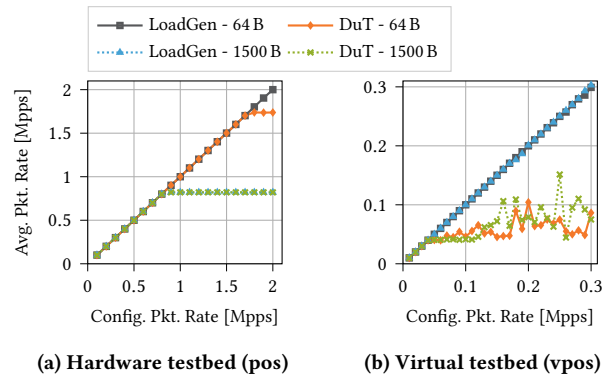 LoadGen - 64 B DuT - 64 B
LoadGen - 1500 B DuT - 1500 B
Avg. Pkt. Rate [Mpps]
2
1.5
1
0.5
0
0 0.5 1 1.5 2
Config. Pkt. Rate [Mpps]
(a) Hardware testbed (pos)
0.3
0.2
0.1
0
0 0.1 0.2 0.3
Config. Pkt. Rate [Mpps]
(b) Virtual testbed (vpos)